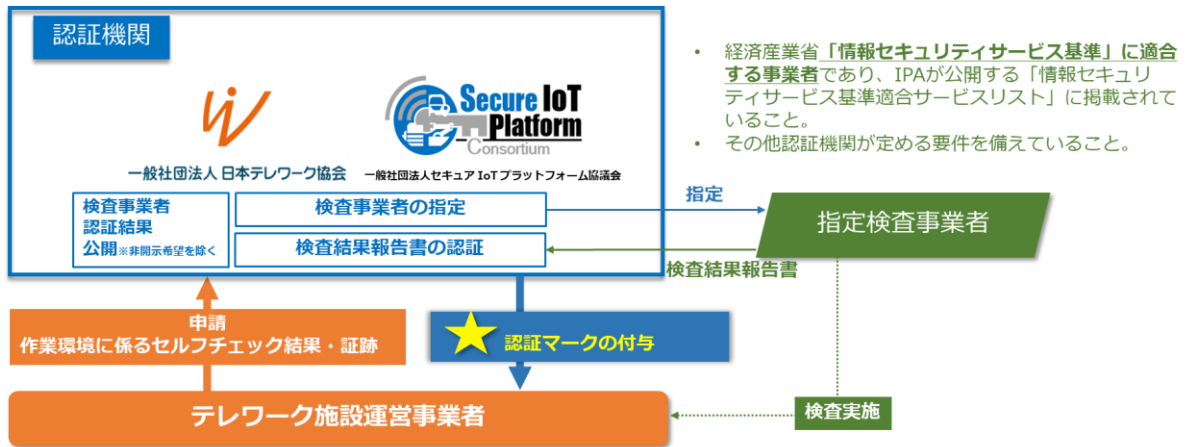 認証機関
Secure IoT
Platform
Consortium
一般社団法人 日本テレワーク協会
一般社団法人セキュア IoT プラットフォーム協議会
検査事業者
認証結果
公開※非開示希望を除く
検査事業者の指定
検査結果報告書の認証
• 経済産業省「情報セキュリティサービス基準」に適合
する事業者であり、IPAが公開する「情報セキュリ
ティサービス基準適合サービスリスト」に掲載されて
いること。
• その他認証機関が定める要件を備えていること。
指定
指定検査事業者
検査結果報告書
申請
作業環境に係るセルフチェック結果・証跡
認証マークの付与
テレワーク施設運営事業者
検査実施